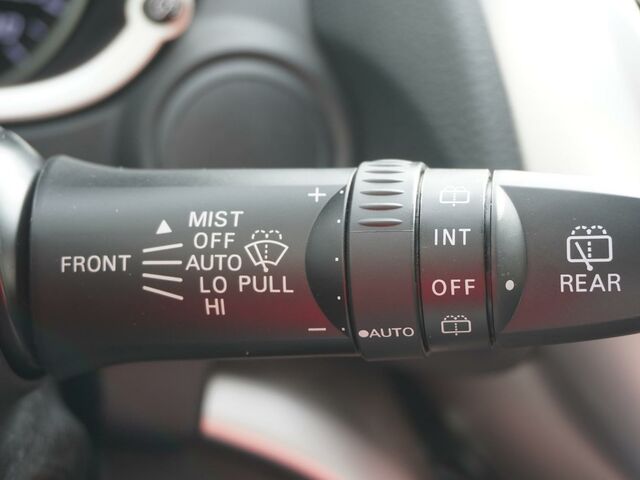 MIST
OFF
FRONT AUTO
LO PULL
HI
+
−
AUTO
INT
OFF
REAR